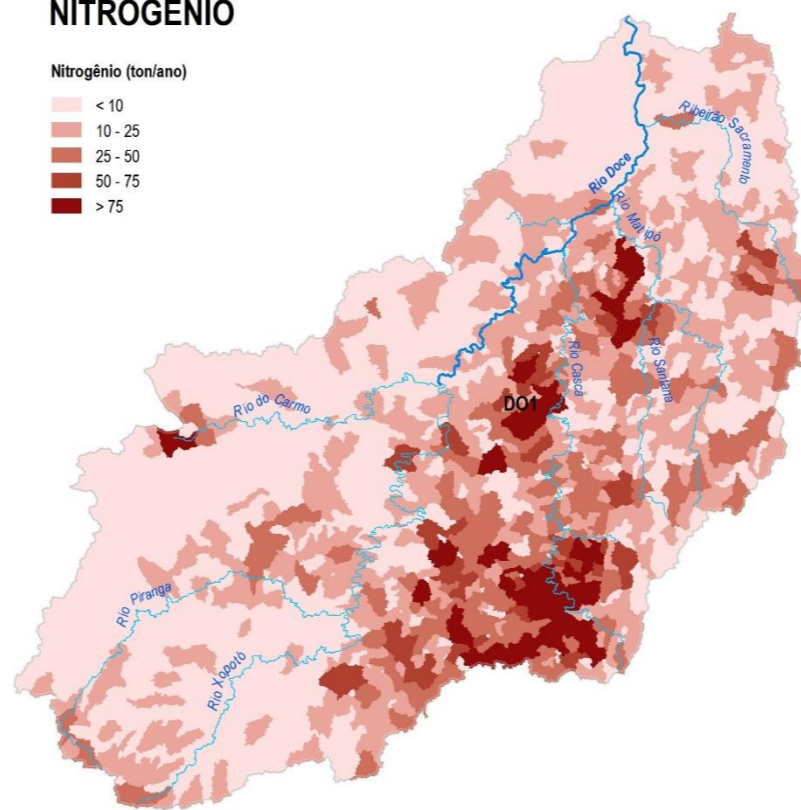 NITROGÊNIO
Nitrogênio (ton/ano)
< 10
10 - 25
25 - 50
50 - 75
> 75
Ribeirão Sacramento
Rio Doce
Rio Matipó
Rio Casca
Rio Santana
DO1
Rio do Carmo
Rio Piranga
Rio Xopotó